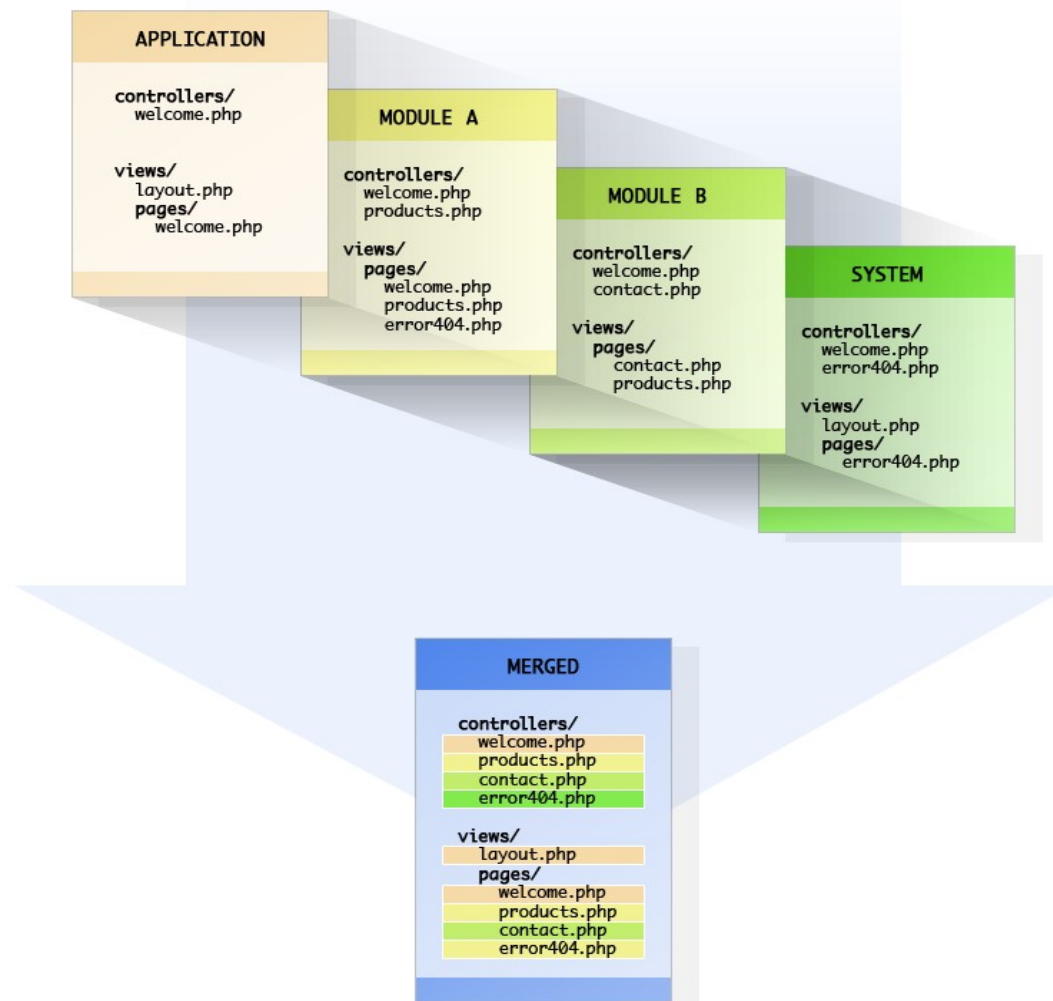 APPLICATION
controllers/
welcome.php
views/
layout.php
pages/
welcome.php
MODULE A
controllers/
welcome.php
products.php
views/
pages/
welcome.php
products.php
error404.php
MODULE B
controllers/
welcome.php
contact.php
views/
pages/
contact.php
products.php
SYSTEM
controllers/
welcome.php
error404.php
views/
layout.php
pages/
error404.php
MERGED
controllers/
welcome.php
products.php
contact.php
error404.php
views/
layout.php
pages/
welcome.php
products.php
contact.php
error404.php